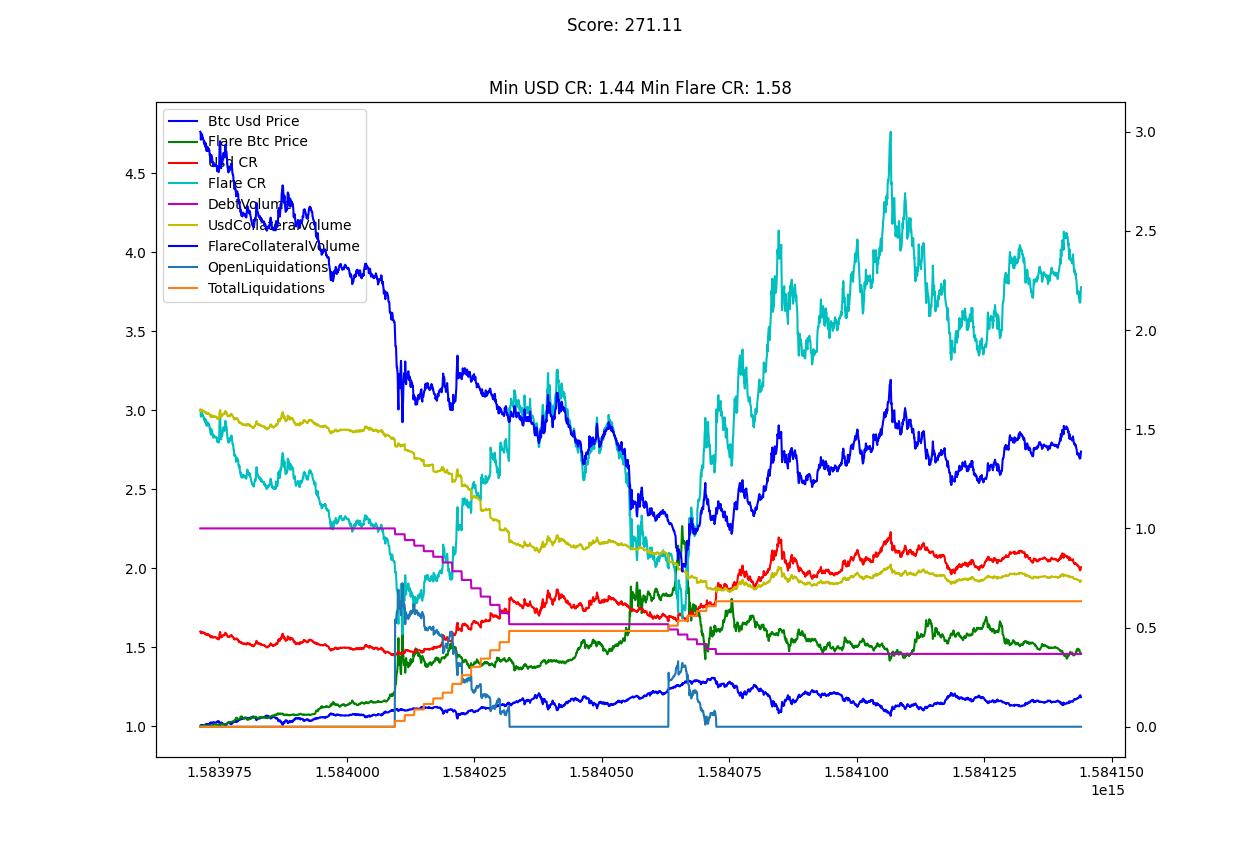 Score: 271.11
Min USD CR: 1.44 Min Flare CR: 1.58
Btc Usd Price
Flare Btc Price
Usd CR
Flare CR
DebtVolume
UsdCollateralVolume
FlareCollateralVolume
OpenLiquidations
TotalLiquidations
4.5
4.0
3.5
3.0
2.5
2.0
1.5
1.0
3.0
2.5
2.0
1.5
1.0
0.5
0.0
1.583975 1.584000 1.584025 1.584050 1.584075 1.584100 1.584125 1.584150
1e15